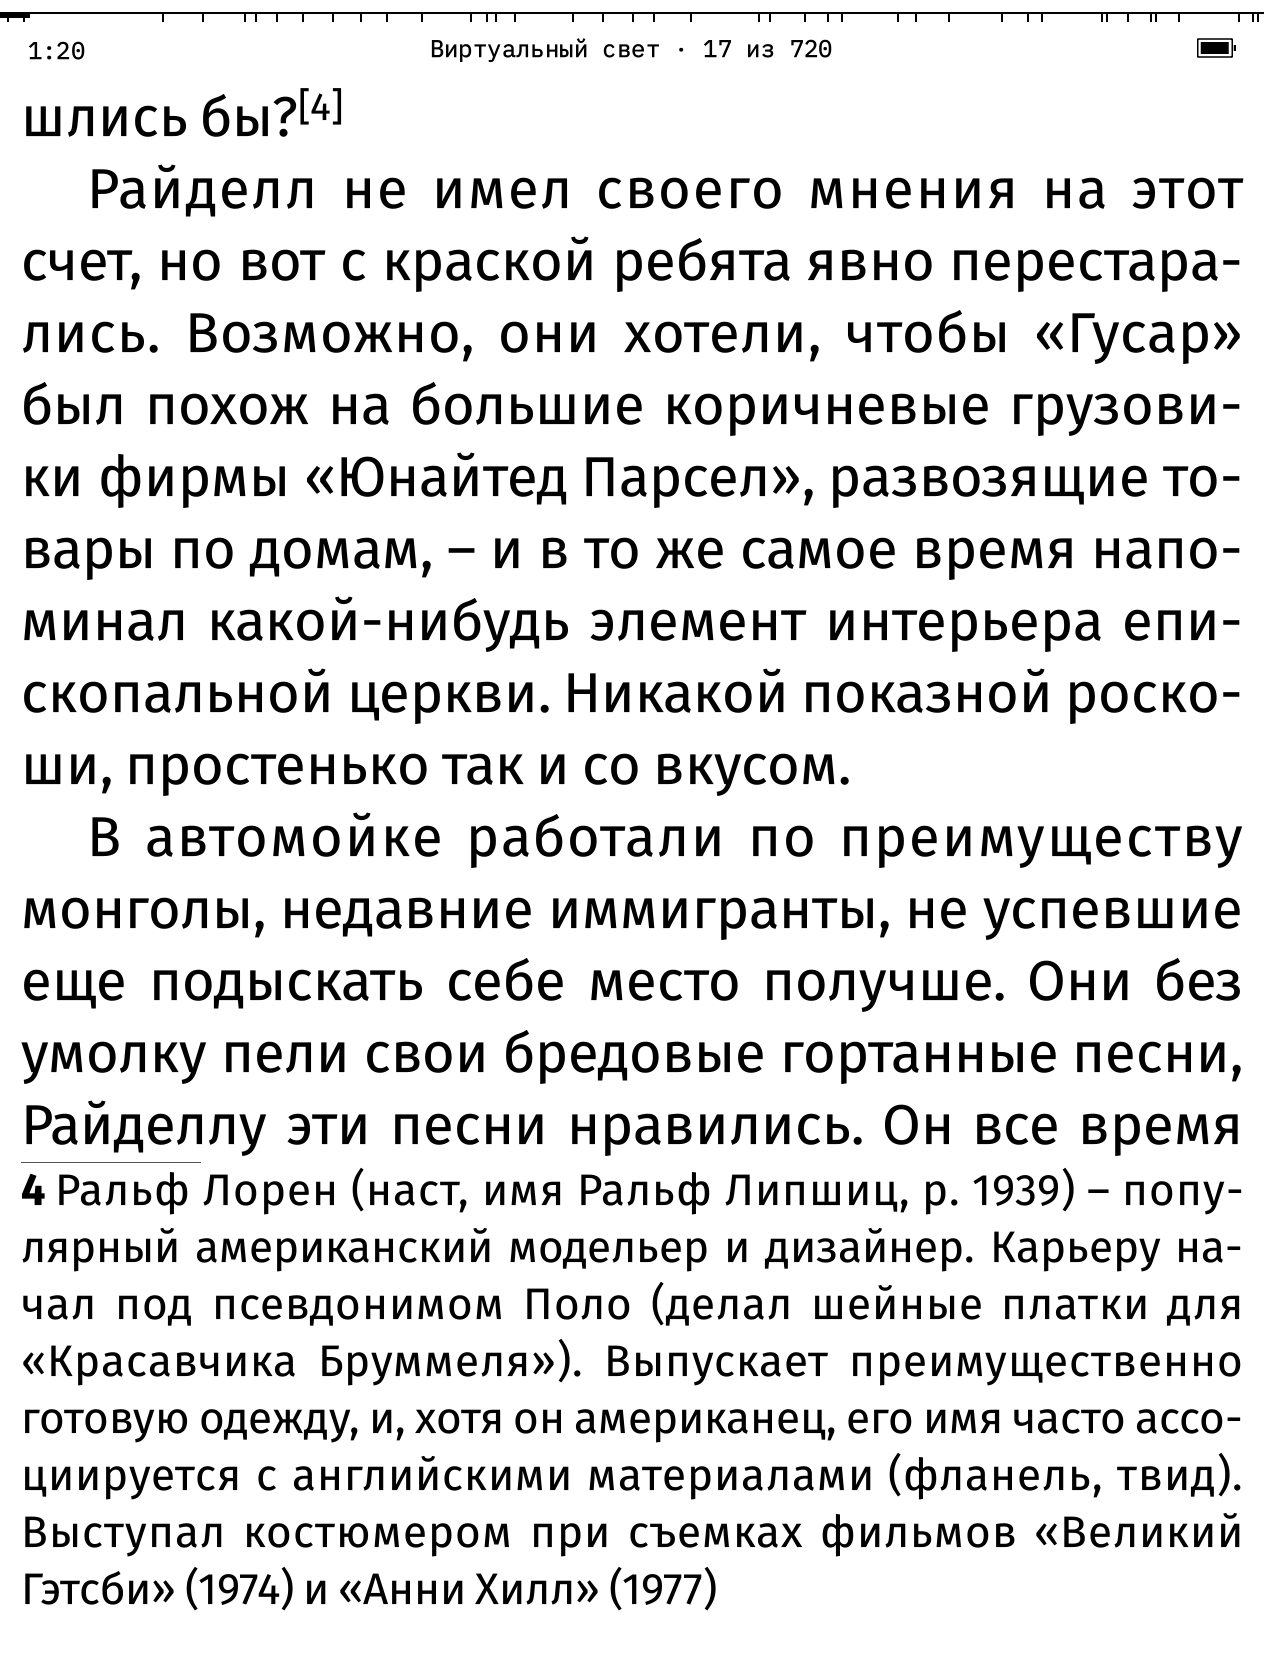 1:20 Виртуальный свет · 17 из 720
шлись бы?[4]
Райделл не имел своего мнения на этот
счет, но вот с краской ребята явно перестара-
лись. Возможно, они хотели, чтобы «Гусар»
был похож на большие коричневые грузови-
ки фирмы «Юнайтед Парсел», развозящие то-
вары по домам, – и в то же самое время напо-
минал какой-нибудь элемент интерьера епи-
скопальной церкви. Никакой показной роско-
ши, простенько так и со вкусом.
В автомойке работали по преимуществу
монголы, недавние иммигранты, не успевшие
еще подыскать себе место получше. Они без
умолку пели свои бредовые гортанные песни,
Райделлу эти песни нравились. Он все время
4 Ральф Лорен (наст, имя Ральф Липшиц, р. 1939) – попу-
лярный американский модельер и дизайнер. Карьеру на-
чал под псевдонимом Поло (делал шейные платки для
«Красавчика Бруммеля»). Выпускает преимущественно
готовую одежду, и, хотя он американец, его имя часто ассо-
циируется с английскими материалами (фланель, твид).
Выступал костюмером при съемках фильмов «Великий
Гэтсби» (1974) и «Анни Хилл» (1977)